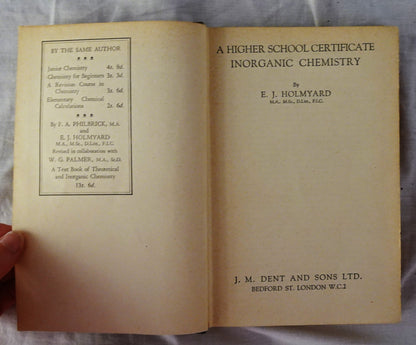 BY THE SAME AUTHOR
Junior Chemistry 4s. 9d.
Chemistry for Beginners 3s. 3d.
A Revision Course in
Chemistry 3s. 6d.
Elementary Chemical
Calculations 2s. 6d.
By J. A. PHILBRICK, M.A.
and
E. J. HOLMYARD
M.A., M.Sc., D.Litt., F.I.C.
Revised in collaboration with
W. G. PALMER, M.A., Sc.D.
A Text Book of Theoretical
and Inorganic Chemistry
13s. 6d.
A HIGHER SCHOOL CERTIFICATE
INORGANIC CHEMISTRY
By
E. J. HOLMYARD
M.A., M.Sc., D.Litt., F.I.C.
J. M. DENT AND SONS LTD.
BEDFORD ST. LONDON W.C.2